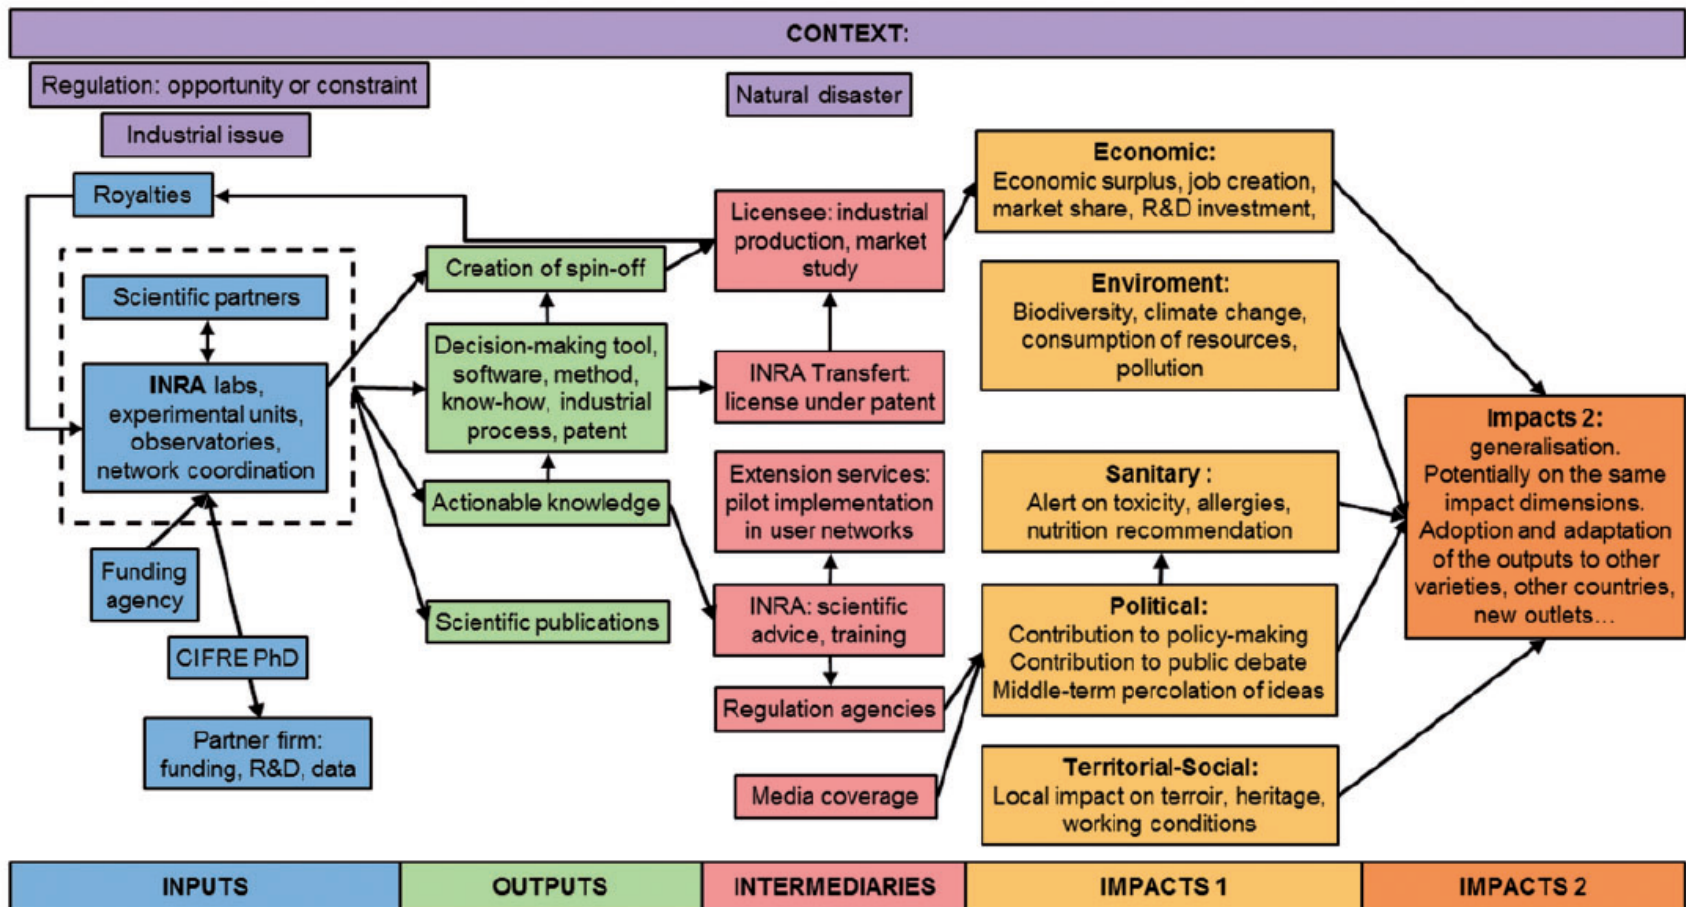 CONTEXT:
Regulation: opportunity or constraint
Industrial issue
Natural disaster
Royalties
Scientific partners
INRA labs,
experimental units,
observatories,
network coordination
Funding
agency
CIFRE PhD
Partner firm:
funding, R&D, data
Creation of spin-off
Decision-making tool,
software, method,
know-how, industrial
process, patent
Actionable knowledge
Scientific publications
Licensee: industrial
production, market
study
INRA Transfert:
license under patent
Extension services:
pilot implementation
in user networks
INRA: scientific
advice, training
Regulation agencies
Media coverage
Economic:
Economic surplus, job creation,
market share, R&D investment,
Enviroment:
Biodiversity, climate change,
consumption of resources,
pollution
Sanitary :
Alert on toxicity, allergies,
nutrition recommendation
Political:
Contribution to policy-making
Contribution to public debate
Middle-term percolation of ideas
Territorial-Social:
Local impact on terroir, heritage,
working conditions
Impacts 2:
generalisation.
Potentially on the same
impact dimensions.
Adoption and adaptation
of the outputs to other
varieties, other countries,
new outlets…
INPUTS
OUTPUTS
INTERMEDIARIES
IMPACTS 1
IMPACTS 2